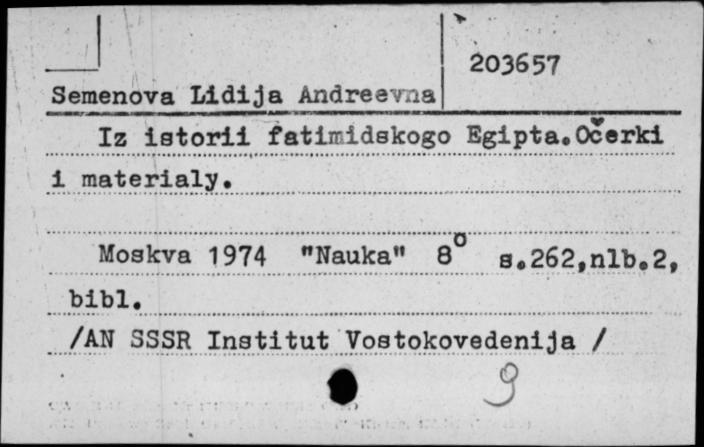 203657
Semenova Lidija Andreevna
Iz istorii fatimidskogo Egipta.Očerki
i materialy.
Moskva 1974 "Nauka" 8° s.262,nlb.2,
bibl.
/AN SSSR Institut Vostokovedenija /
9